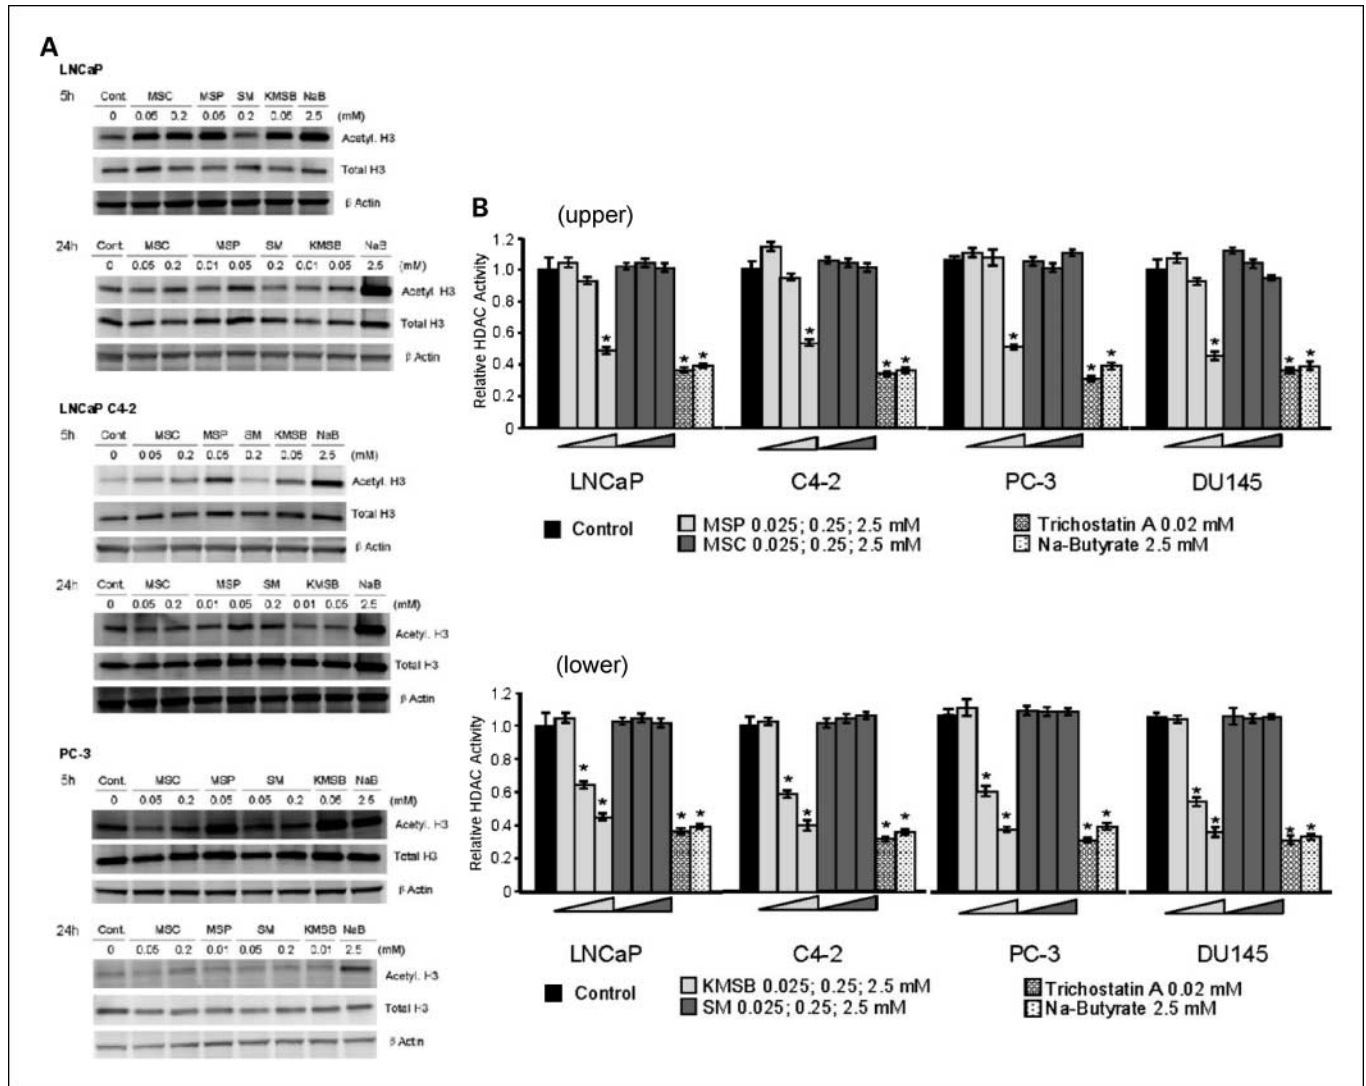 A
LNCaP
5h Cont. MSC MSP SM KMSB NaB
0 0.05 0.2 0.05 0.2 0.05 2.5 (mM)
Acetyl. H3
Total H3
β Actin
24h Cont. MSC MSP SM KMSB NaB
0 0.05 0.2 0.01 0.05 0.2 0.01 0.05 2.5 (mM)
Acetyl. H3
Total H3
β Actin
LNCaP C4-2
5h Cont MSC MSP SM KMSB NaB
0 0.05 0.2 0.05 0.2 0.05 2.5 (mM)
Acetyl. H3
Total H3
β Actin
24h Cont. MSC MSP SM KMSB NaB
0 0.05 0.2 0.01 0.05 0.2 0.01 0.05 2.5 (mM)
Acetyl. H3
Total H3
β Actin
PC-3
5h Cont. MSC MSP SM KMSB NaB
0 0.05 0.2 0.05 0.05 0.2 0.05 2.5 (mM)
Acetyl. H3
Total H3
β Actin
24h Cont. MSC MSP SM KMSB NaB
0 0.05 0.2 0.01 0.05 0.2 0.01 2.5 (mM)
Acetyl. H3
Total H3
β Actin
B (upper)
Relative HDAC Activity
1.2
1.0
0.8
0.6
0.4
0.2
0
* * * * * * * * * * * *
LNCaP C4-2 PC-3 DU145
Control MSP 0.025; 0.25; 2.5 mM Trichostatin A 0.02 mM
MSC 0.025; 0.25; 2.5 mM Na-Butyrate 2.5 mM
(lower)
Relative HDAC Activity
1.2
1.0
0.8
0.6
0.4
0.2
0
* * * * * * * * * * * * * * * *
LNCaP C4-2 PC-3 DU145
Control KMSB 0.025; 0.25; 2.5 mM Trichostatin A 0.02 mM
SM 0.025; 0.25; 2.5 mM Na-Butyrate 2.5 mM